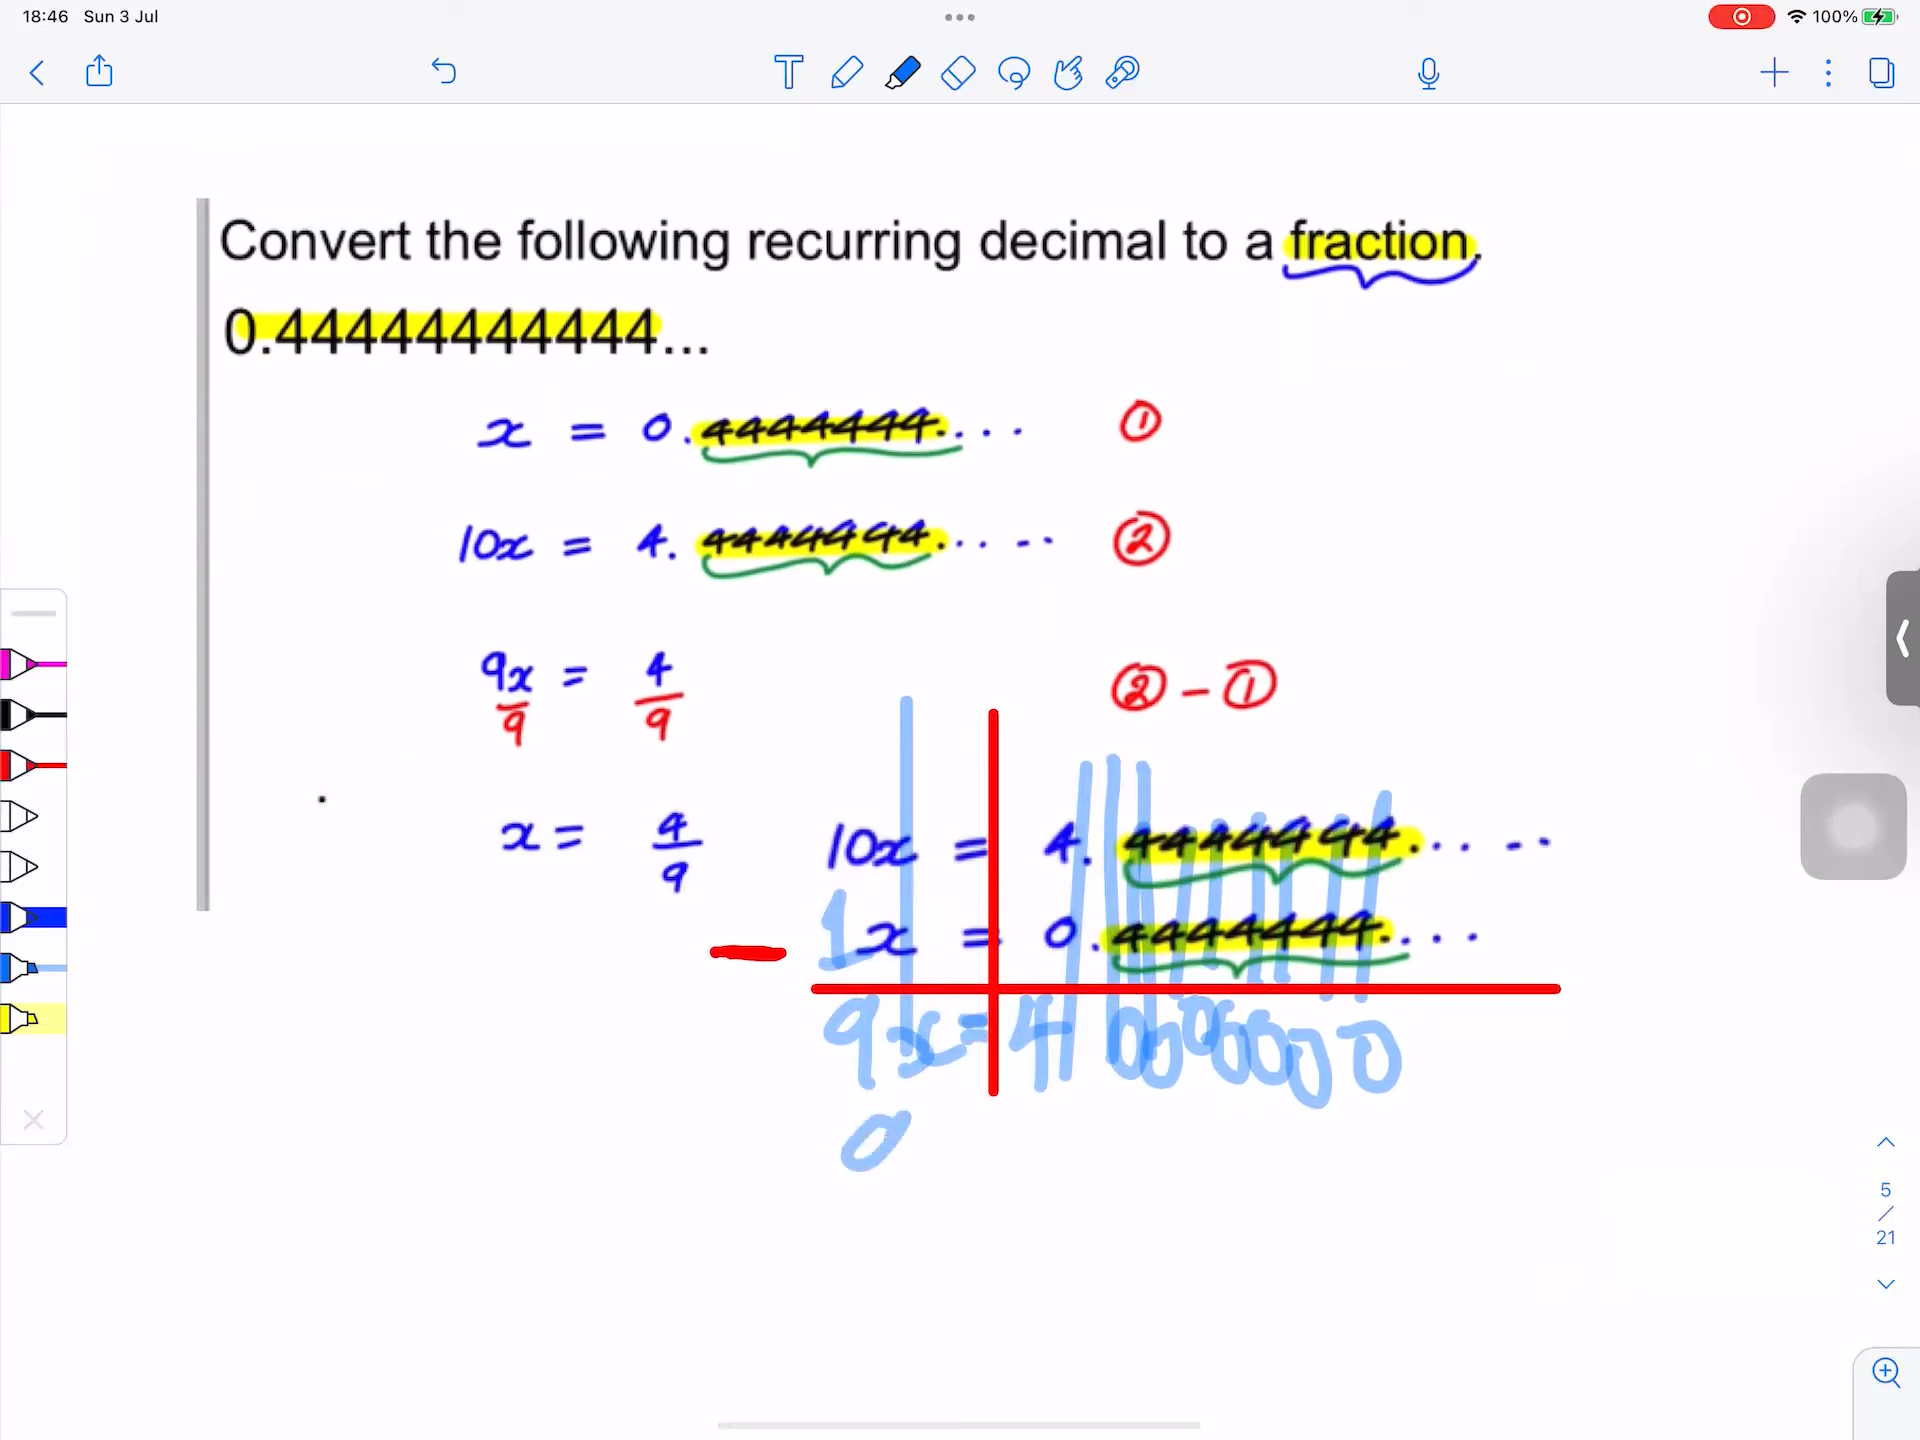 18:46 Sun 3 Jul
100%
Convert the following recurring decimal to a fraction.
0.44444444444...
x = 0.4444444.... ①
10x = 4.4444444..... ②
9x/9 = 4/9 ② - ①
x = 4/9
10x = 4.4444444.....
- 1x = 0.4444444....
9x = 4 0000000
0
5
/
21